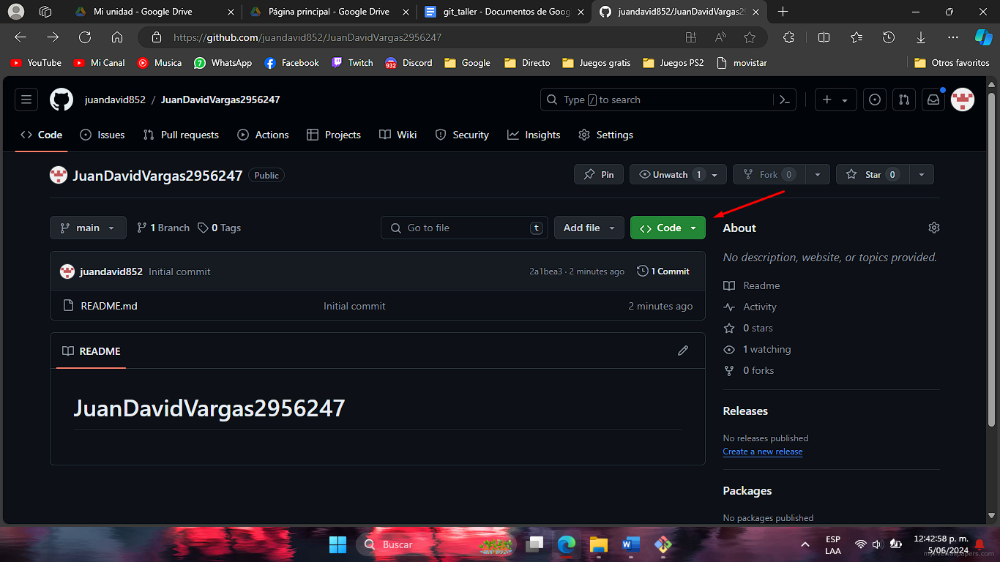 Mi unidad - Google Drive
Página principal - Google Drive
git_taller - Documentos de Goog
juandavid852/JuanDavidVargas29
https://github.com/juandavid852/JuanDavidVargas2956247
YouTube
Mi Canal
Musica
7
WhatsApp
Facebook
Twitch
932
Discord
Google
Directo
Juegos gratis
Juegos PS2
movistar
Otros favoritos
juandavid852 / JuanDavidVargas2956247
Type / to search
Code
Issues
Pull requests
Actions
Projects
Wiki
Security
Insights
Settings
JuanDavidVargas2956247
Public
Pin
Unwatch 1
Fork 0
Star 0
main
1 Branch
0 Tags
Go to file
t
Add file
Code
About
No description, website, or topics provided.
juandavid852 Initial commit
2a1bea3 · 2 minutes ago
1 Commit
README.md
Initial commit
2 minutes ago
Readme
Activity
0 stars
1 watching
0 forks
README
JuanDavidVargas2956247
Releases
No releases published
Create a new release
Packages
No packages published
Buscar
ESP
LAA
12:42:58 p. m.
5/06/2024